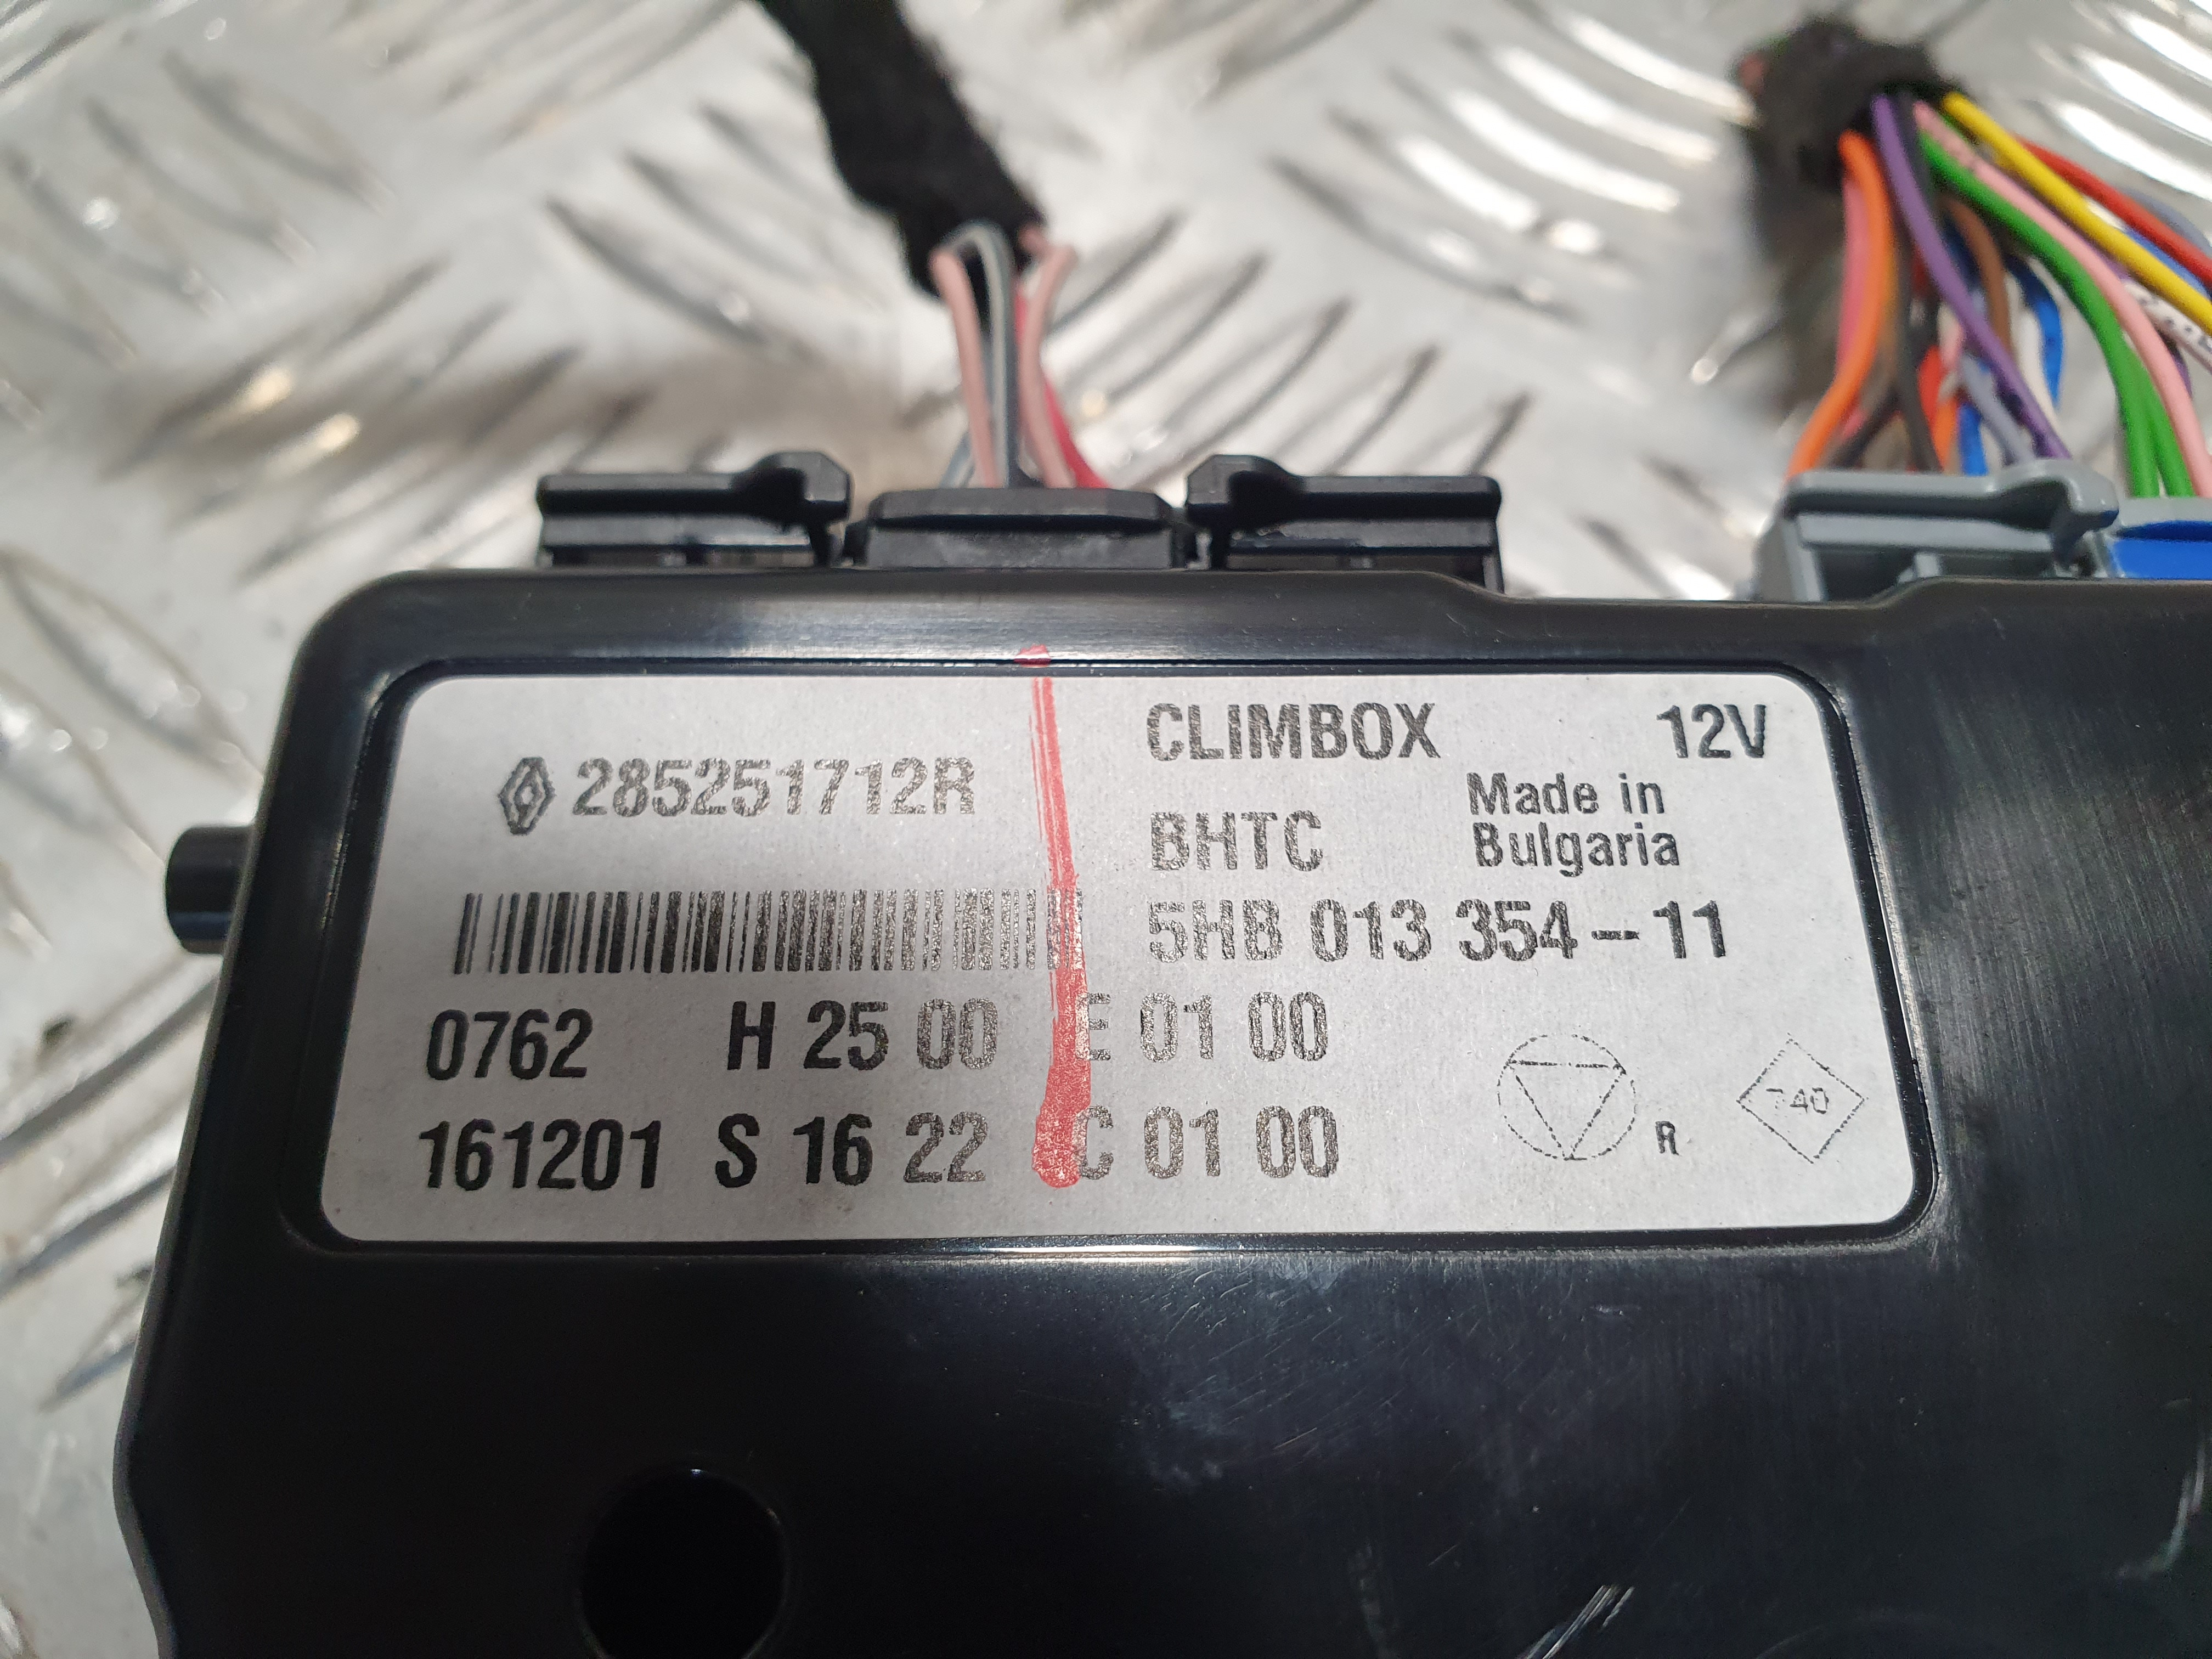 285251712R
CLIMBOX 12V
BHTC Made in
Bulgaria
5HB 013 354-11
0762 H 25 00 E 01 00
161201 S 16 22 C 01 00
R
740